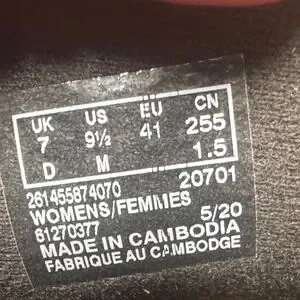 UK US EU CN
7 9½ 41 255
D M 1.5
261455874070 20701
WOMENS/FEMMES
61270377 5/20
MADE IN CAMBODIA
FABRIQUE AU CAMBODGE